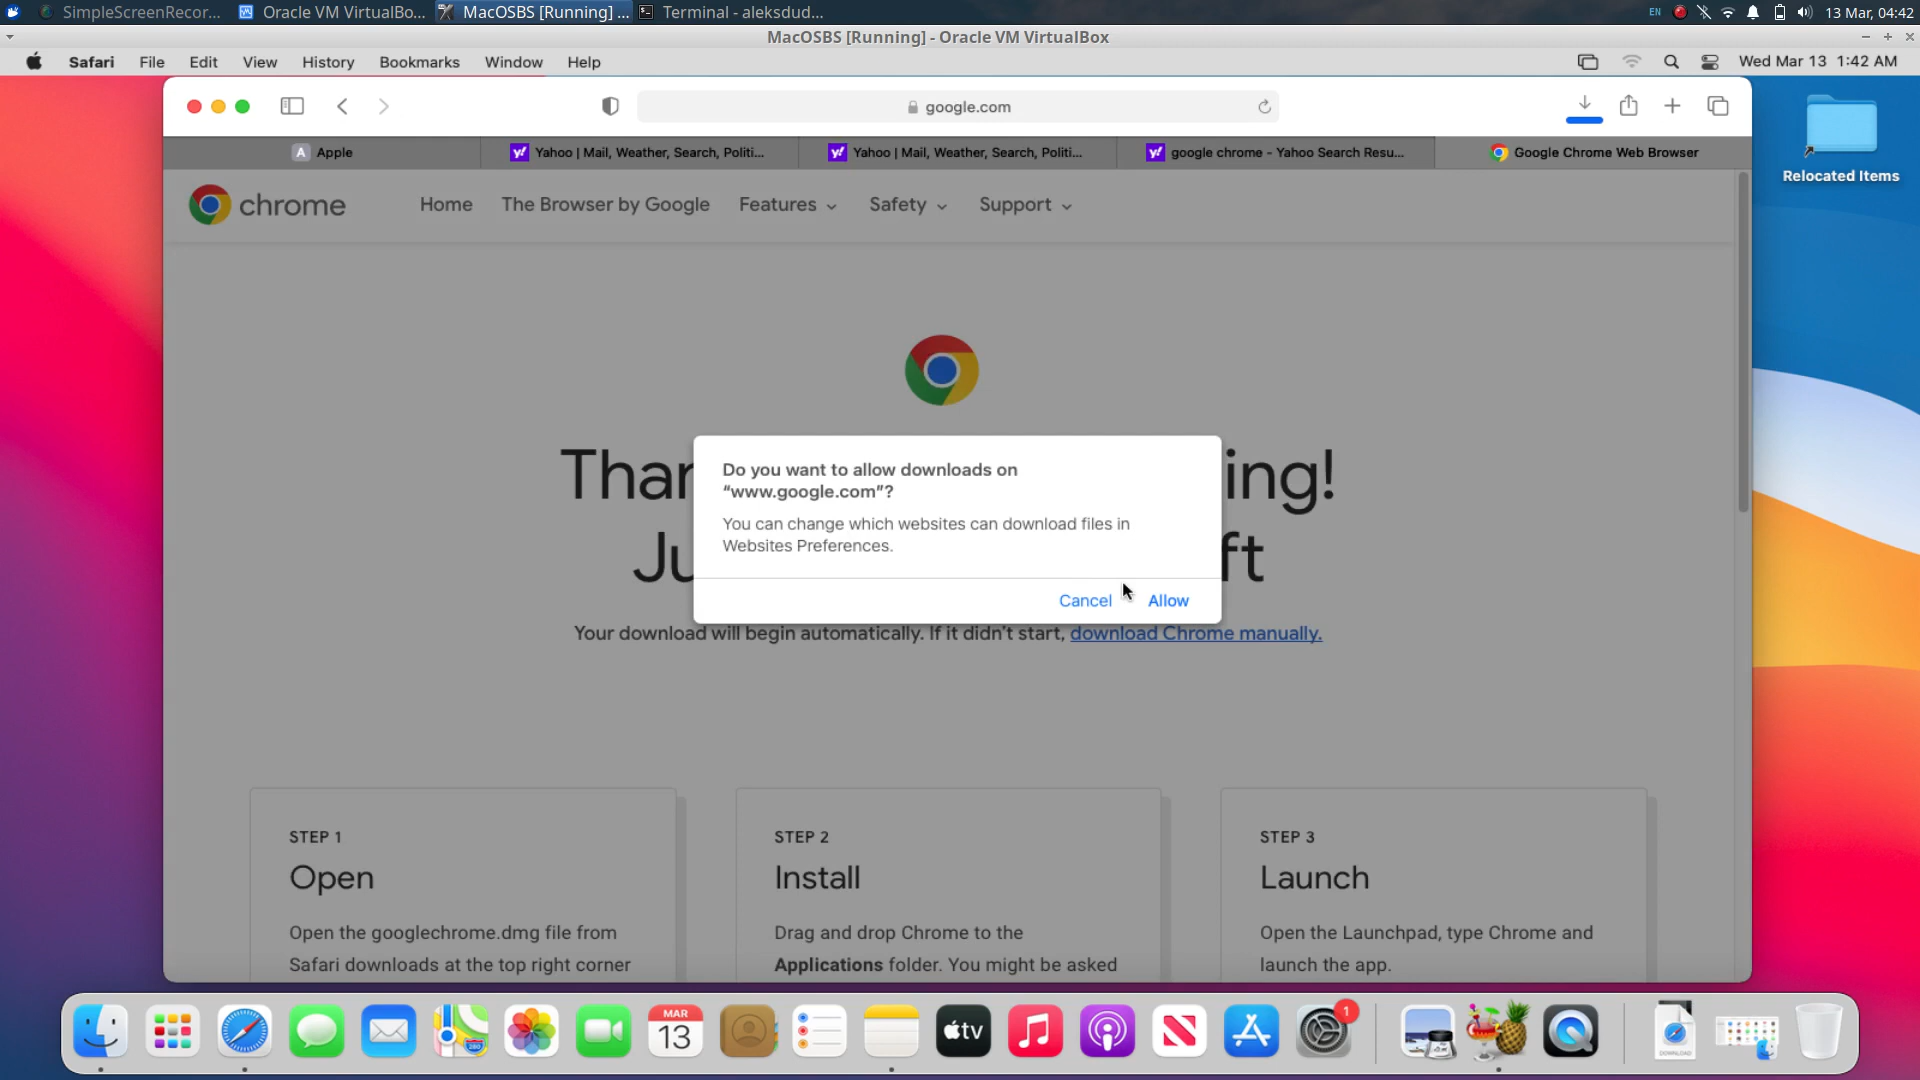 SimpleScreenRecor...
Oracle VM VirtualBo...
MacOSBS [Running] ...
Terminal - aleksdud...
EN
13 Mar, 04:42
MacOSBS [Running] - Oracle VM VirtualBox
Safari File Edit View History Bookmarks Window Help
Wed Mar 13 1:42 AM
google.com
A Apple
Yahoo | Mail, Weather, Search, Politi...
Yahoo | Mail, Weather, Search, Politi...
google chrome - Yahoo Search Resu...
Google Chrome Web Browser
Relocated Items
chrome
Home The Browser by Google Features Safety Support
Do you want to allow downloads on
“www.google.com”?
You can change which websites can download files in
Websites Preferences.
Cancel Allow
Your download will begin automatically. If it didn't start, download Chrome manually.
STEP 1
Open
Open the googlechrome.dmg file from
Safari downloads at the top right corner
STEP 2
Install
Drag and drop Chrome to the
Applications folder. You might be asked
STEP 3
Launch
Open the Launchpad, type Chrome and
launch the app.
MAR
13
tv
1
DOWNLOAD